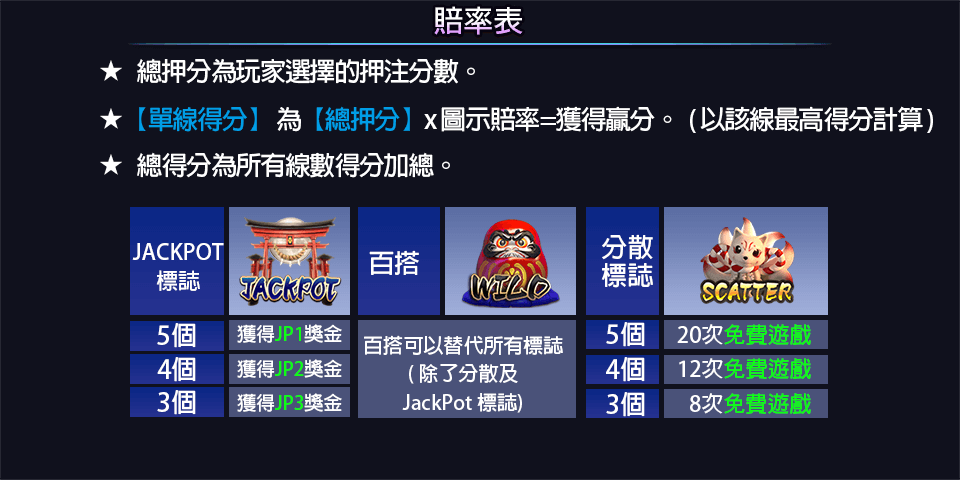 賠率表
★ 總押分為玩家選擇的押注分數。
★【單線得分】 為【總押分】x圖示賠率=獲得贏分。 (以該線最高得分計算)
★ 總得分為所有線數得分加總。
JACKPOT
標誌
JACKPOT
百搭
WILD
分散
標誌
SCATTER
5個 獲得JP1獎金
4個 獲得JP2獎金
3個 獲得JP3獎金
百搭可以替代所有標誌
(除了分散及
JackPot 標誌)
5個 20次免費遊戲
4個 12次免費遊戲
3個 8次免費遊戲